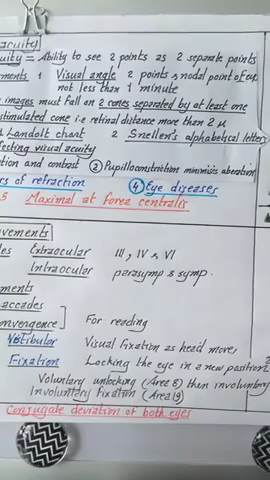 acuity
uity = Ability to see 2 points as 2 separate points
ments 1 Visual angle 2 points & nodal point of eye
not less than 1 minute
images must fall on 2 cones separated by at least one
stimulated cone i.e retinal distance more than 2 µ
Landolt chart 2 Snellen's alphabetical letters
Testing visual acuity
tion and contrast ② Pupilloconstriction minimizes aberration
rs of refraction ④ Eye diseases
5 Maximal at fovea centralis
vements
les Extraocular III, IV & VI
Intraocular parasymp & symp.
ments
accades
onvergence] For reading
Vestibular Visual fixation as head moves
Fixation Locking the eye in a new position
Voluntary unlocking (Area 8) then involuntary
Involuntary fixation (Area 19)
Conjugate deviation of both eyes